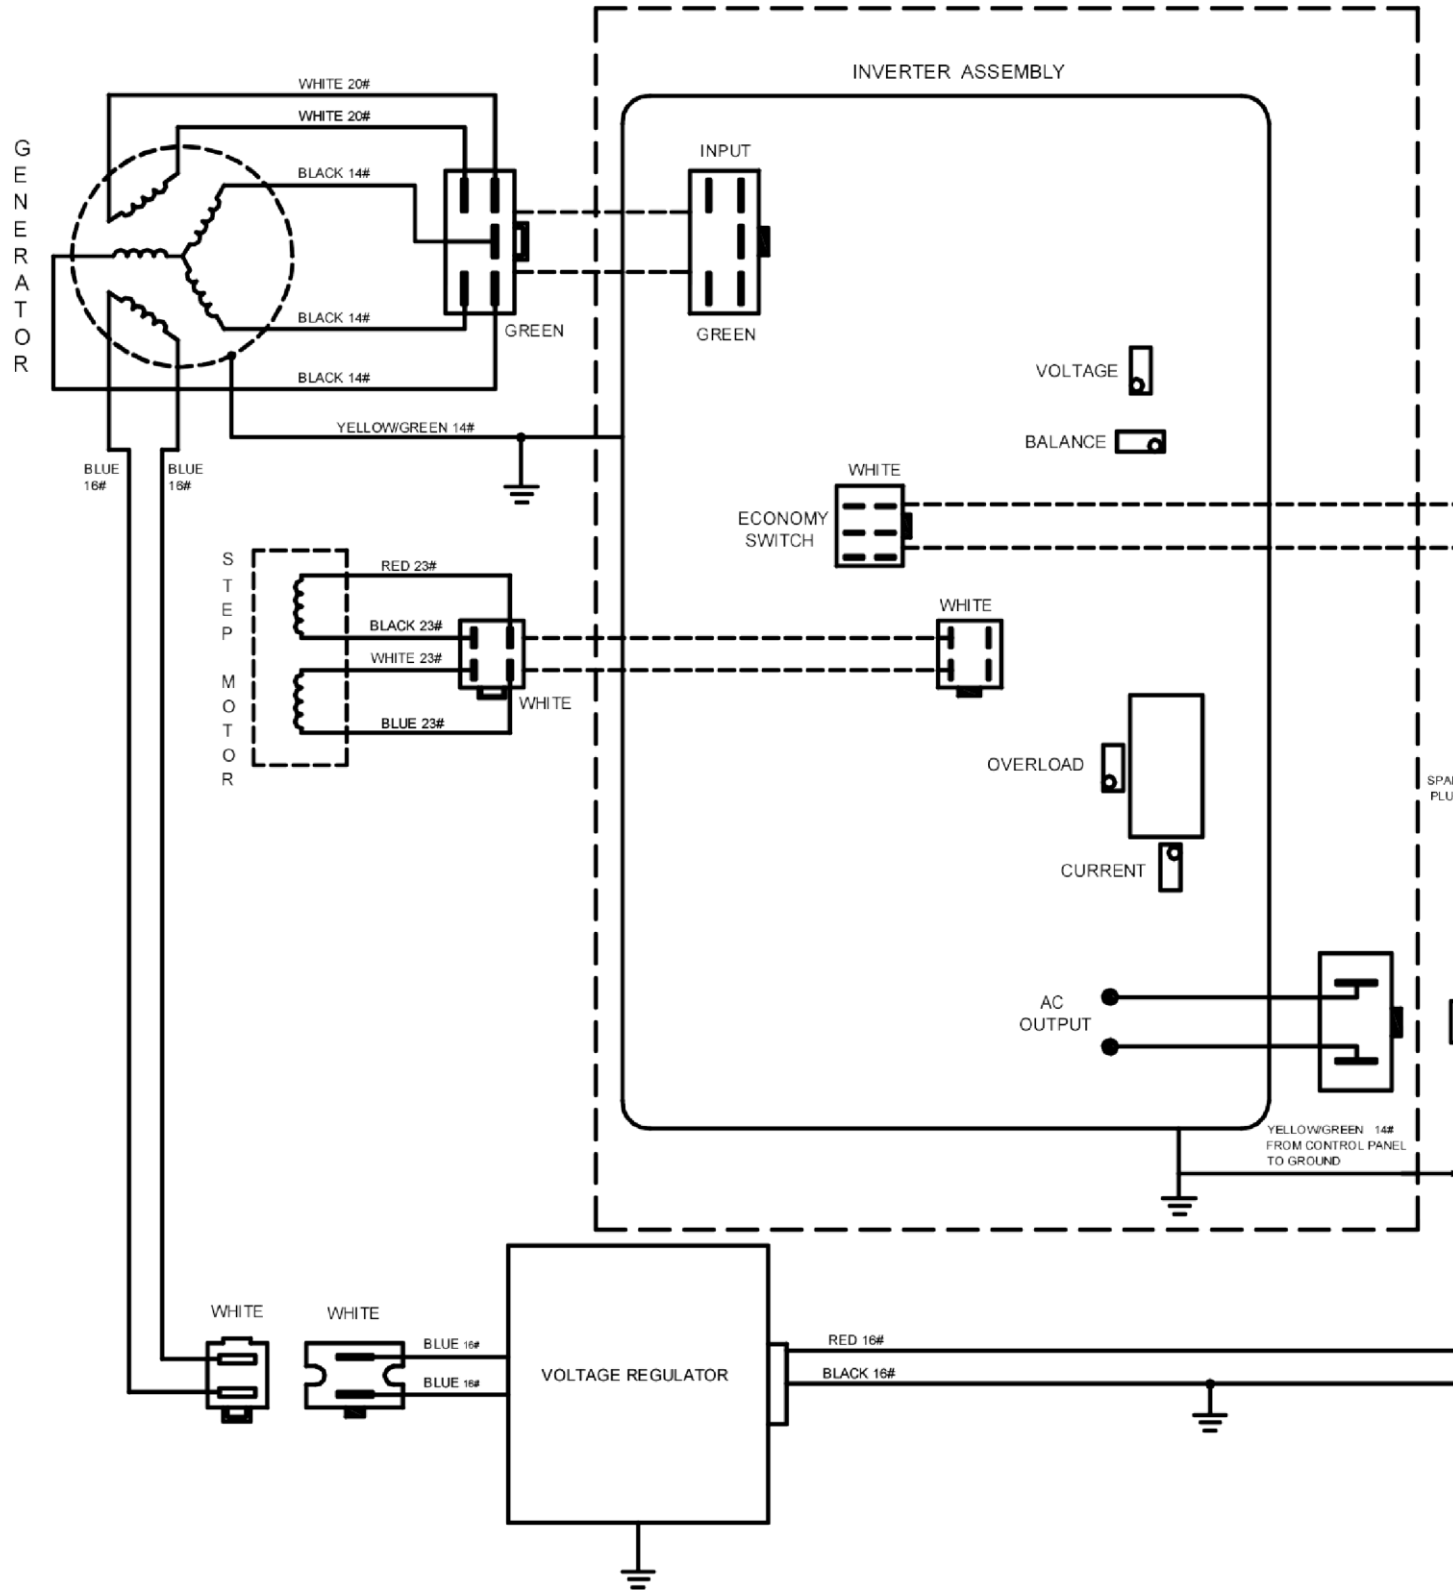 INVERTER ASSEMBLY
WHITE 20#
WHITE 20#
GENERATOR
INPUT
BLACK 14#
BLACK 14#
GREEN
GREEN
BLACK 14#
VOLTAGE
YELLOW/GREEN 14#
BALANCE
BLUE
16#
BLUE
16#
WHITE
ECONOMY
SWITCH
STEP MOTOR
RED 23#
BLACK 23#
WHITE 23#
BLUE 23#
WHITE
WHITE
OVERLOAD
CURRENT
AC
OUTPUT
YELLOW/GREEN 14#
FROM CONTROL PANEL
TO GROUND
WHITE
WHITE
BLUE 16#
BLUE 16#
VOLTAGE REGULATOR
RED 16#
BLACK 16#